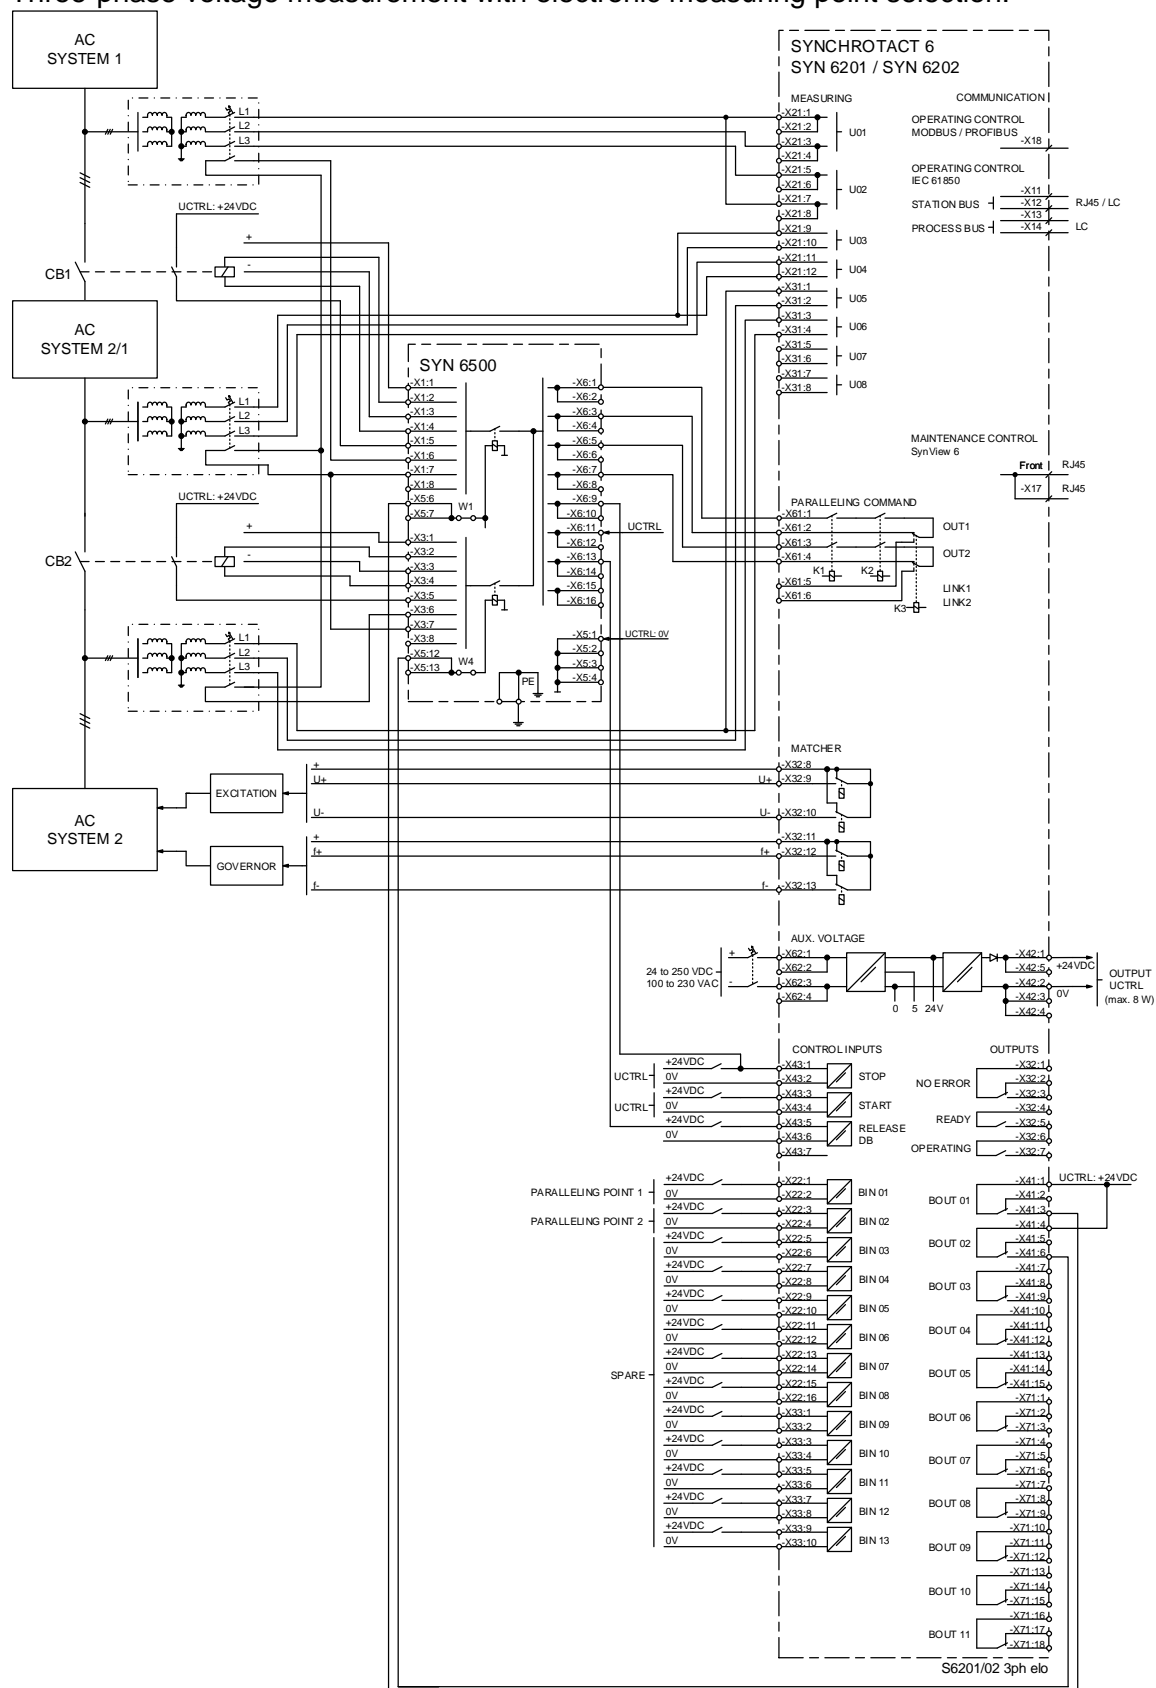 Three-phase voltage measurement with electronic measuring point selection:
AC
SYSTEM 1
L1
L2
L3
UCTRL: +24VDC
+
-
CB1
AC
SYSTEM 2/1
L1
L2
L3
UCTRL: +24VDC
+
-
CB2
L1
L2
L3
AC
SYSTEM 2
EXCITATION
GOVERNOR
+
U+
U-
+
f+
f-
SYN 6500
-X1:1
-X1:2
-X1:3
-X1:4
-X1:5
-X1:6
-X1:7
-X1:8
-X5:6
-X5:7
W1
-X3:1
-X3:2
-X3:3
-X3:4
-X3:5
-X3:6
-X3:7
-X3:8
-X5:12
-X5:13
W4
PE
-X6:1
-X6:2
-X6:3
-X6:4
-X6:5
-X6:6
-X6:7
-X6:8
-X6:9
-X6:10
-X6:11
-X6:12
-X6:13
-X6:14
-X6:15
-X6:16
UCTRL
-X5:1
-X5:2
-X5:3
-X5:4
UCTRL: 0V
SYNCHROTACT 6
SYN 6201 / SYN 6202
MEASURING
-X21:1
-X21:2
-X21:3
-X21:4
U01
-X21:5
-X21:6
-X21:7
-X21:8
U02
-X21:9
-X21:10
U03
-X21:11
-X21:12
U04
-X31:1
-X31:2
U05
-X31:3
-X31:4
U06
-X31:5
-X31:6
U07
-X31:7
-X31:8
U08
COMMUNICATION
OPERATING CONTROL
MODBUS / PROFIBUS
-X18
OPERATING CONTROL
IEC 61850
STATION BUS
-X11
-X12
RJ45 / LC
PROCESS BUS
-X13
-X14
LC
MAINTENANCE CONTROL
SynView 6
Front
RJ45
-X17
RJ45
PARALLELING COMMAND
-X61:1
-X61:2
-X61:3
-X61:4
-X61:5
-X61:6
K1
K2
K3
OUT1
OUT2
LINK1
LINK2
MATCHER
-X32:8
U+
-X32:9
U-
-X32:10
-X32:11
f+
-X32:12
f-
-X32:13
AUX. VOLTAGE
24 to 250 VDC
100 to 230 VAC
+
-
-X62:1
-X62:2
-X62:3
-X62:4
0 5 24V
-X42:1
-X42:5
-X42:2
-X42:3
-X42:4
+24VDC
0V
OUTPUT
UCTRL
(max. 8 W)
CONTROL INPUTS
UCTRL
+24VDC
0V
-X43:1
-X43:2
STOP
UCTRL
+24VDC
0V
-X43:3
-X43:4
START
+24VDC
0V
-X43:5
-X43:6
-X43:7
RELEASE
DB
PARALLELING POINT 1
+24VDC
0V
-X22:1
-X22:2
BIN 01
PARALLELING POINT 2
+24VDC
0V
-X22:3
-X22:4
BIN 02
SPARE
+24VDC
0V
-X22:5
-X22:6
BIN 03
+24VDC
0V
-X22:7
-X22:8
BIN 04
+24VDC
0V
-X22:9
-X22:10
BIN 05
+24VDC
0V
-X22:11
-X22:12
BIN 06
+24VDC
0V
-X22:13
-X22:14
BIN 07
+24VDC
0V
-X22:15
-X22:16
BIN 08
+24VDC
0V
-X33:1
-X33:2
BIN 09
+24VDC
0V
-X33:3
-X33:4
BIN 10
+24VDC
0V
-X33:5
-X33:6
BIN 11
+24VDC
0V
-X33:7
-X33:8
BIN 12
+24VDC
0V
-X33:9
-X33:10
BIN 13
OUTPUTS
NO ERROR
-X32:1
-X32:2
-X32:3
READY
-X32:4
-X32:5
OPERATING
-X32:6
-X32:7
BOUT 01
-X41:1
-X41:2
-X41:3
UCTRL: +24VDC
BOUT 02
-X41:4
-X41:5
-X41:6
BOUT 03
-X41:7
-X41:8
-X41:9
BOUT 04
-X41:10
-X41:11
-X41:12
BOUT 05
-X41:13
-X41:14
-X41:15
BOUT 06
-X71:1
-X71:2
-X71:3
BOUT 07
-X71:4
-X71:5
-X71:6
BOUT 08
-X71:7
-X71:8
-X71:9
BOUT 09
-X71:10
-X71:11
-X71:12
BOUT 10
-X71:13
-X71:14
-X71:15
BOUT 11
-X71:16
-X71:17
-X71:18
S6201/02 3ph elo